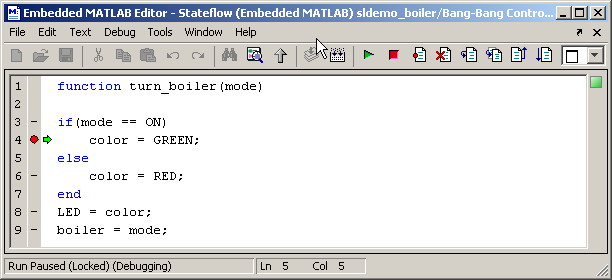 Embedded MATLAB Editor - Stateflow (Embedded MATLAB) sldemo_boiler/Bang-Bang Contro...
File Edit Text Debug Tools Window Help
1 function turn_boiler(mode)
2
3 - if(mode == ON)
4 color = GREEN;
5 else
6 - color = RED;
7 end
8 - LED = color;
9 - boiler = mode;
Run Paused (Locked) (Debugging) Ln 5 Col 5